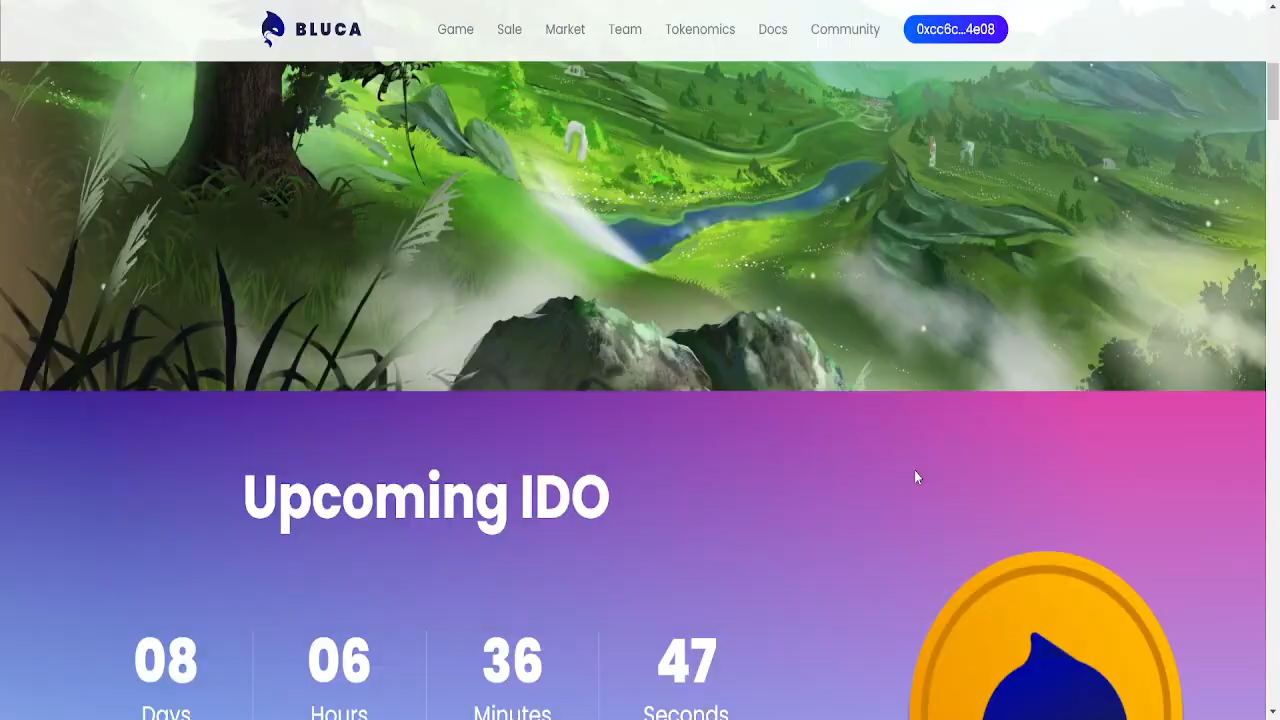 BLUCA Game Sale Market Team Tokenomics Docs Community 0xcc6c...4e08
Upcoming IDO
08 06 36 47
Days Hours Minutes Seconds